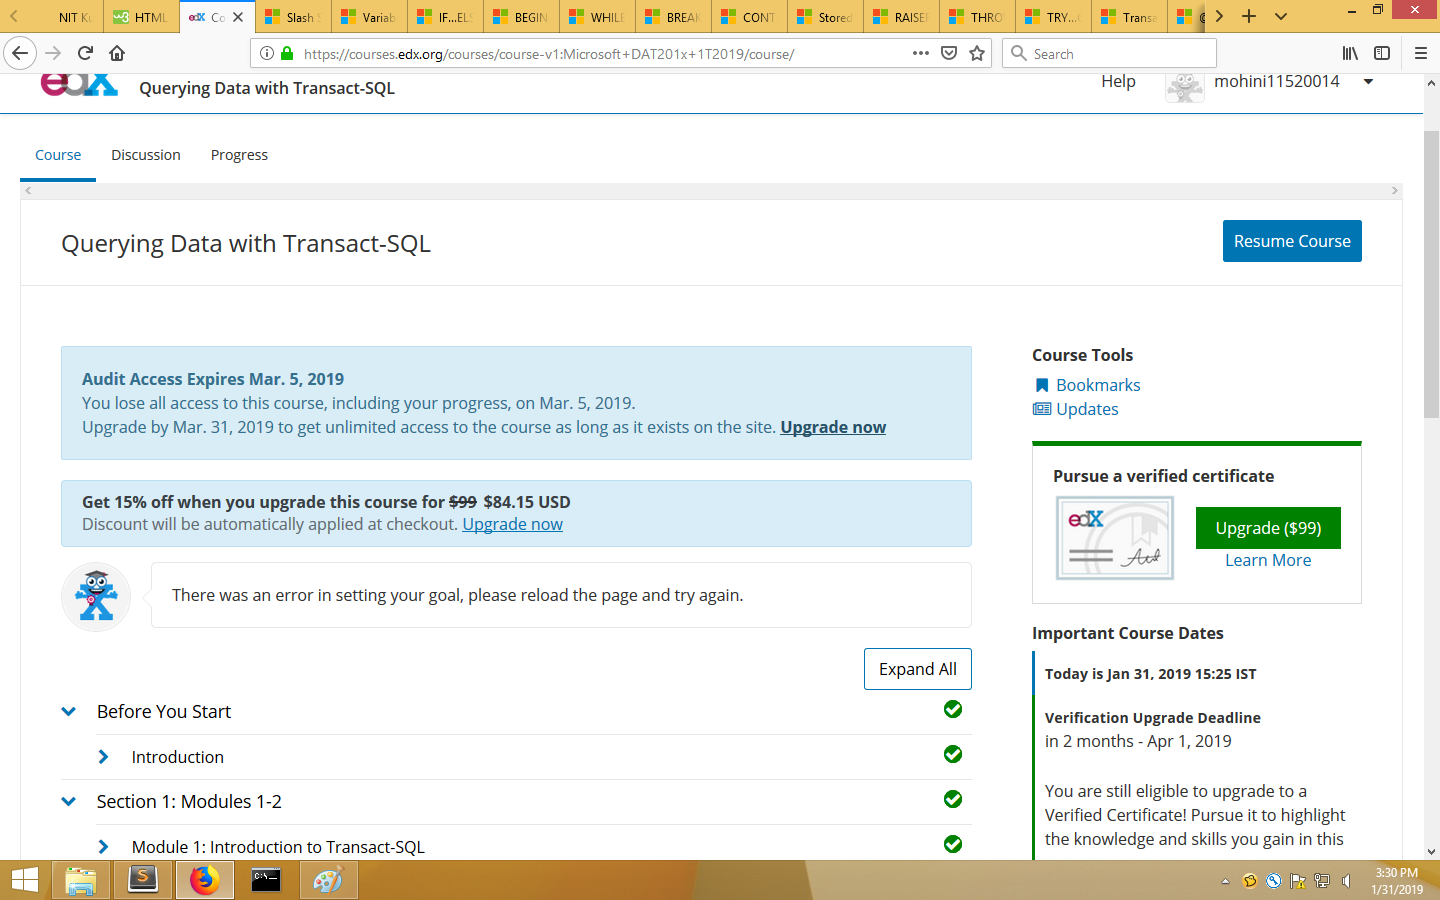 NIT Ku
HTML
Co
Slash
Variab
IF...ELS
BEGIN
WHILE
BREAK
CONT
Stored
RAISER
THRO
TRY...
Transa
https://courses.edx.org/courses/course-v1:Microsoft+DAT201x+1T2019/course/
Search
edX
Querying Data with Transact-SQL
Help
mohini11520014
Course
Discussion
Progress
Querying Data with Transact-SQL
Resume Course
Audit Access Expires Mar. 5, 2019
You lose all access to this course, including your progress, on Mar. 5, 2019.
Upgrade by Mar. 31, 2019 to get unlimited access to the course as long as it exists on the site. Upgrade now
Get 15% off when you upgrade this course for $99 $84.15 USD
Discount will be automatically applied at checkout. Upgrade now
There was an error in setting your goal, please reload the page and try again.
Expand All
Before You Start
Introduction
Section 1: Modules 1-2
Module 1: Introduction to Transact-SQL
Course Tools
Bookmarks
Updates
Pursue a verified certificate
edX
Upgrade ($99)
Learn More
Important Course Dates
Today is Jan 31, 2019 15:25 IST
Verification Upgrade Deadline
in 2 months - Apr 1, 2019
You are still eligible to upgrade to a
Verified Certificate! Pursue it to highlight
the knowledge and skills you gain in this
3:30 PM
1/31/2019